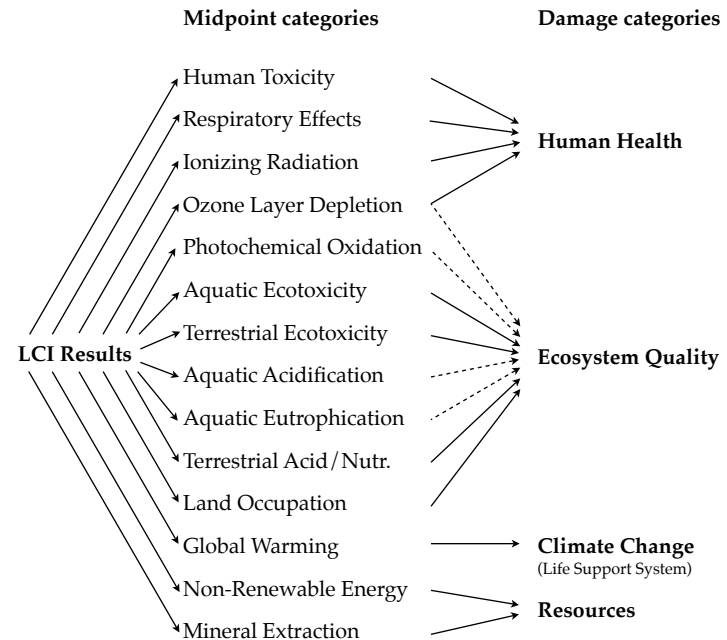 Midpoint categories
Damage categories
Human Toxicity
Respiratory Effects
Ionizing Radiation
Ozone Layer Depletion
Photochemical Oxidation
Aquatic Ecotoxicity
Terrestrial Ecotoxicity
Aquatic Acidification
Aquatic Eutrophication
Terrestrial Acid/Nutr.
Land Occupation
Global Warming
Non-Renewable Energy
Mineral Extraction
LCI Results
Human Health
Ecosystem Quality
Climate Change
(Life Support System)
Resources